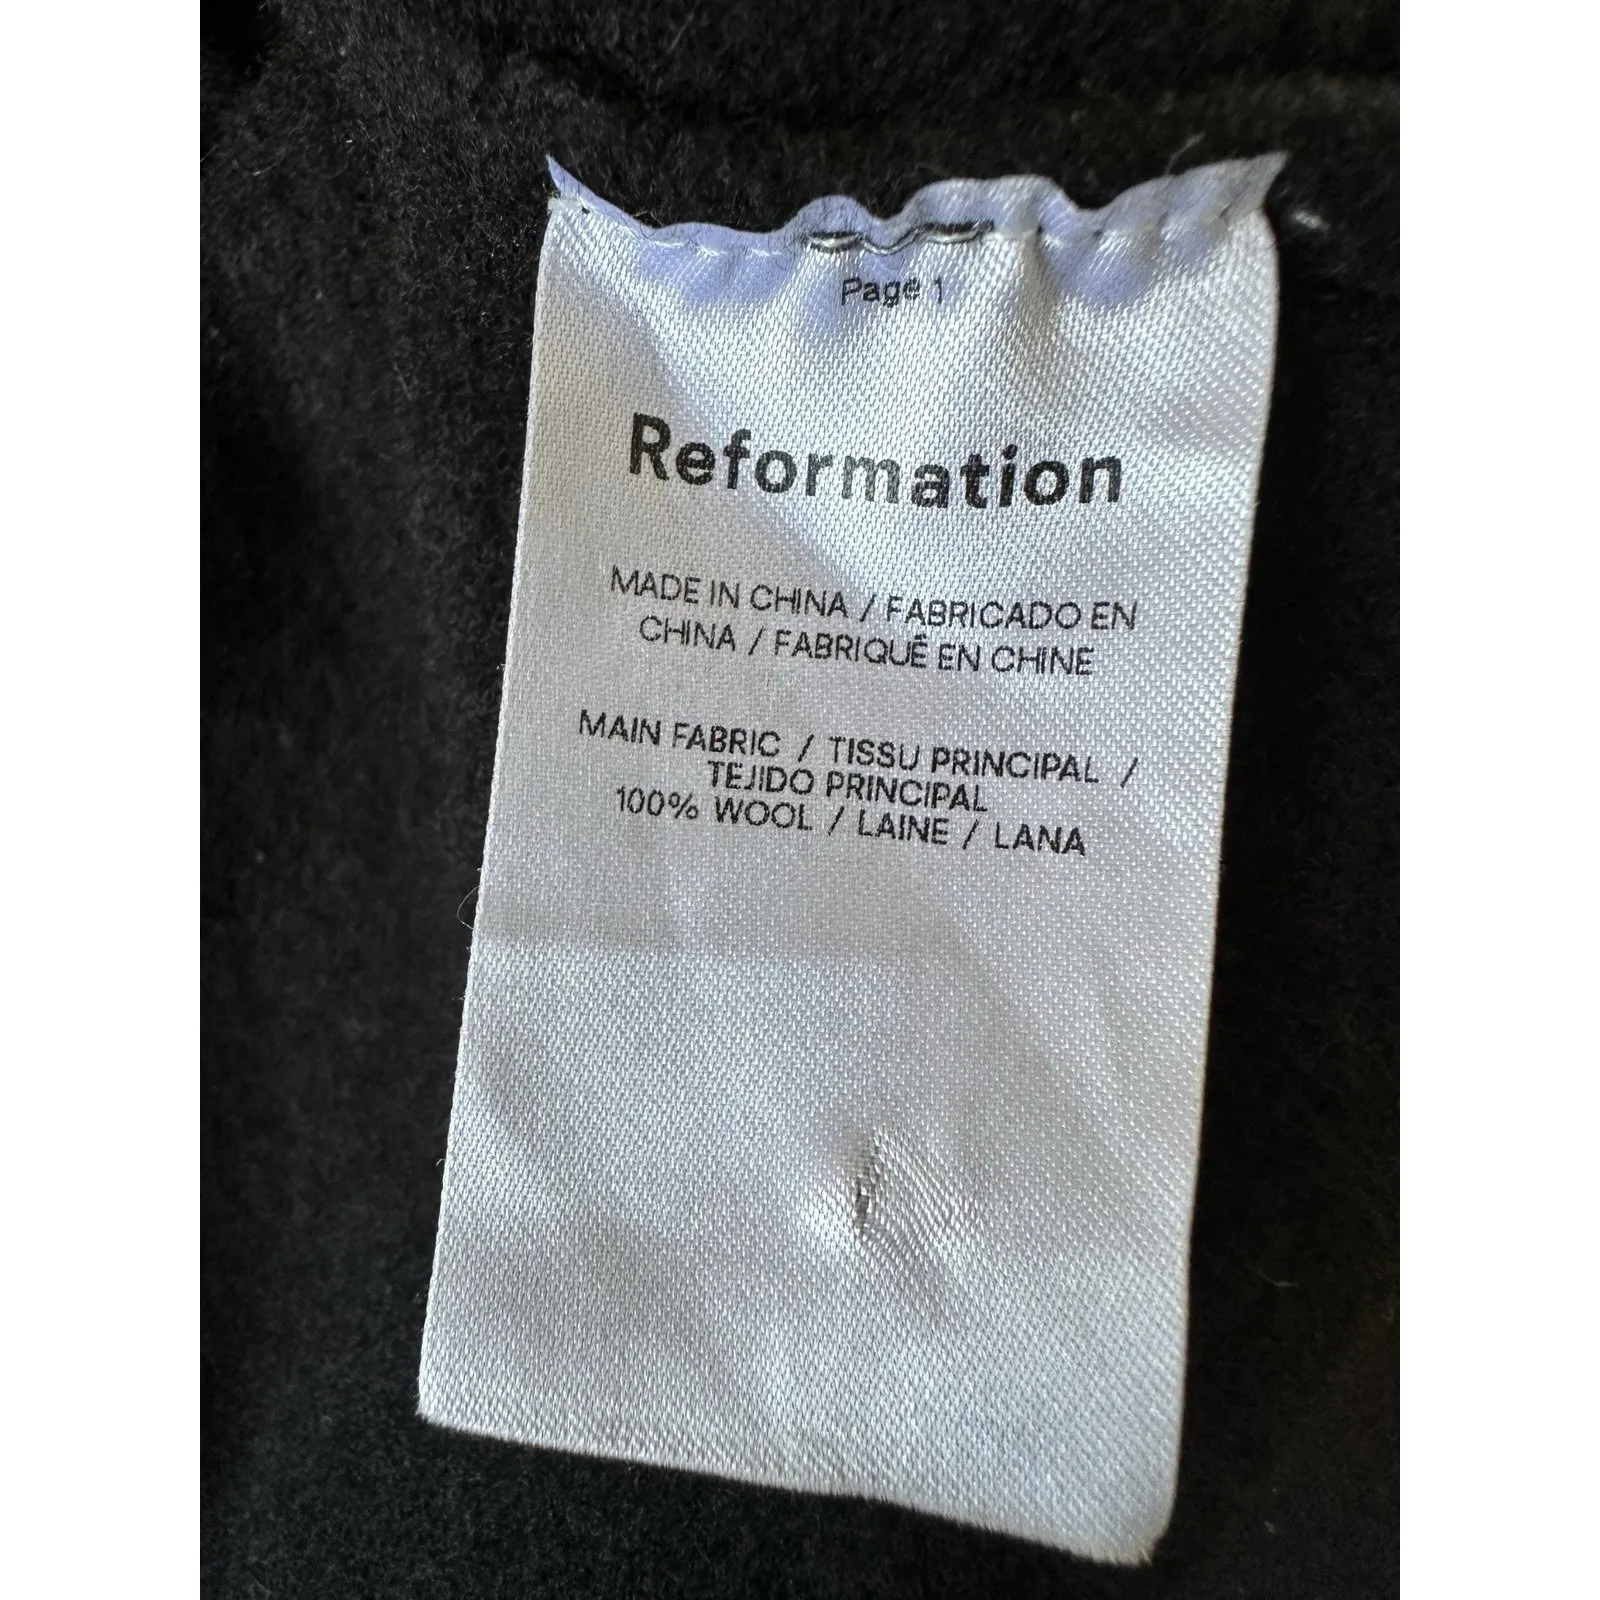 Page 1
Reformation
MADE IN CHINA / FABRICADO EN
CHINA / FABRIQUÉ EN CHINE
MAIN FABRIC / TISSU PRINCIPAL /
TEJIDO PRINCIPAL
100% WOOL / LAINE / LANA